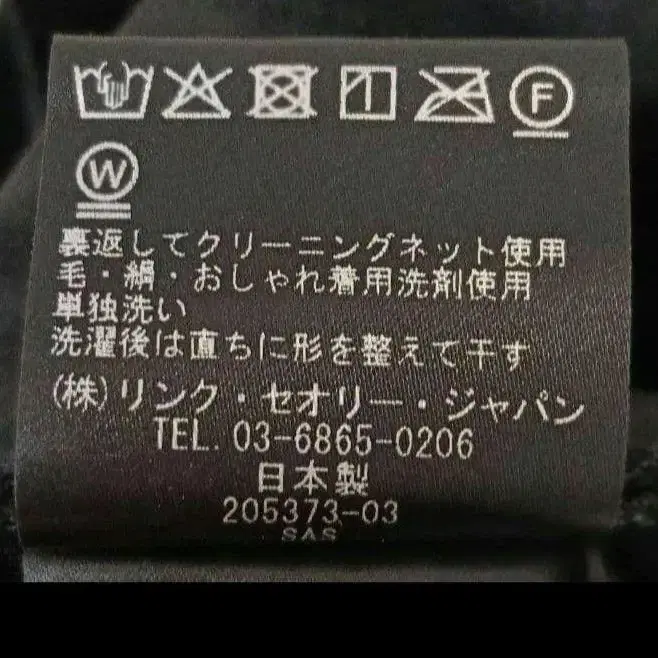 F
W
裏返してクリーニングネット使用
毛・絹・おしゃれ着用洗剤使用
単独洗い
洗濯後は直ちに形を整えて干す
(株)リンク・セオリー・ジャパン
TEL. 03-6865-0206
日本製
205373-03
SAS